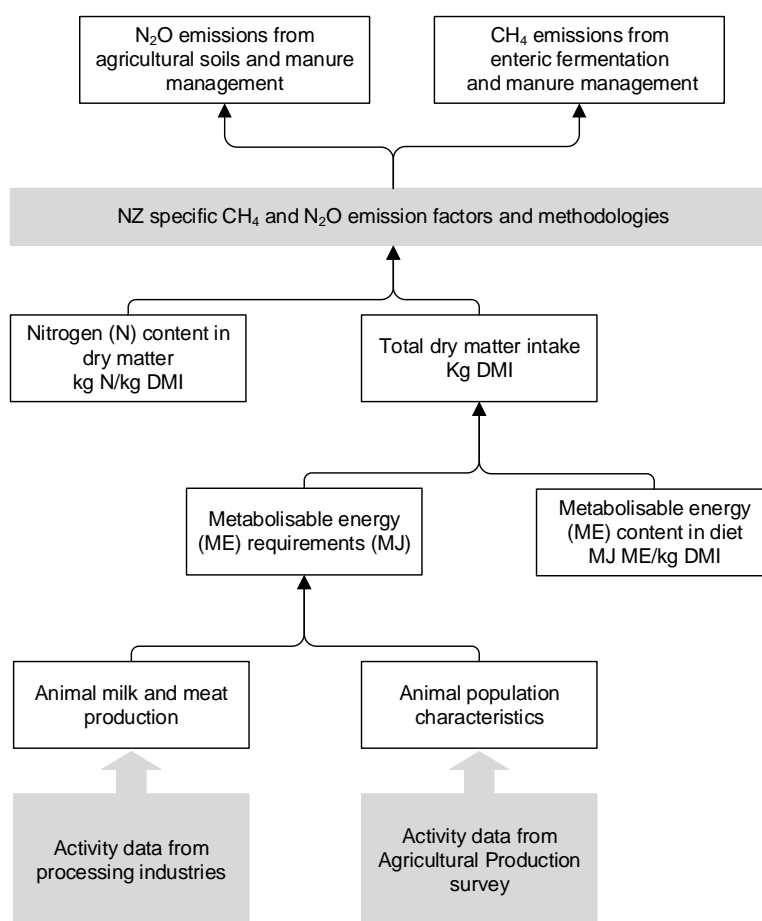 N₂O emissions from
agricultural soils and manure
management
CH₄ emissions from
enteric fermentation
and manure management
NZ specific CH₄ and N₂O emission factors and methodologies
Nitrogen (N) content in
dry matter
kg N/kg DMI
Total dry matter intake
Kg DMI
Metabolisable energy
(ME) requirements (MJ)
Metabolisable energy
(ME) content in diet
MJ ME/kg DMI
Animal milk and meat
production
Animal population
characteristics
Activity data from
processing industries
Activity data from
Agricultural Production
survey